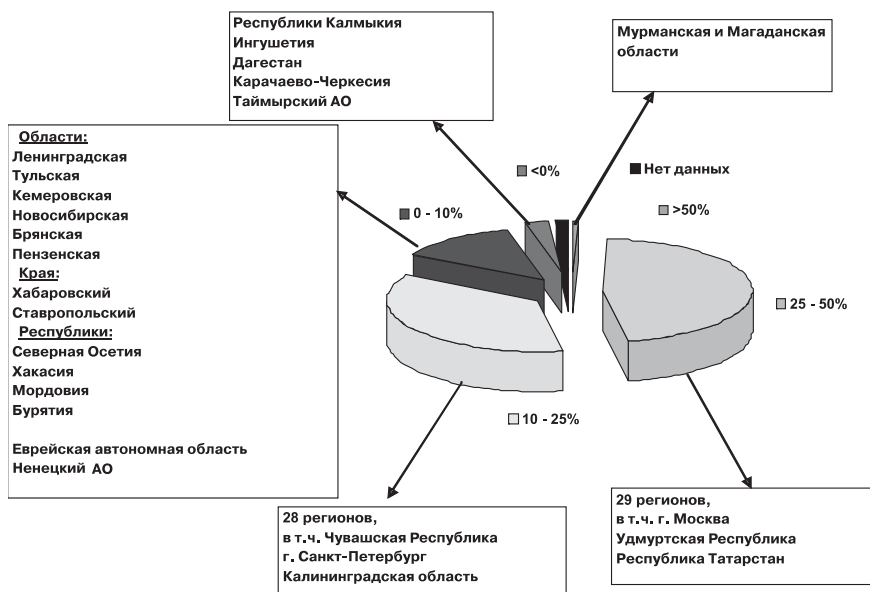 Республики Калмыкия
Ингушетия
Дагестан
Карачаево-Черкесия
Таймырский АО
Мурманская и Магаданская
области
Области:
Ленинградская
Тульская
Кемеровская
Новосибирская
Брянская
Пензенская
Края:
Хабаровский
Ставропольский
Республики:
Северная Осетия
Хакасия
Мордовия
Бурятия
Еврейская автономная область
Ненецкий АО
<0%
Нет данных
0 - 10%
>50%
25 - 50%
10 - 25%
28 регионов,
в т.ч. Чувашская Республика
г. Санкт-Петербург
Калининградская область
29 регионов,
в т.ч. г. Москва
Удмуртская Республика
Республика Татарстан